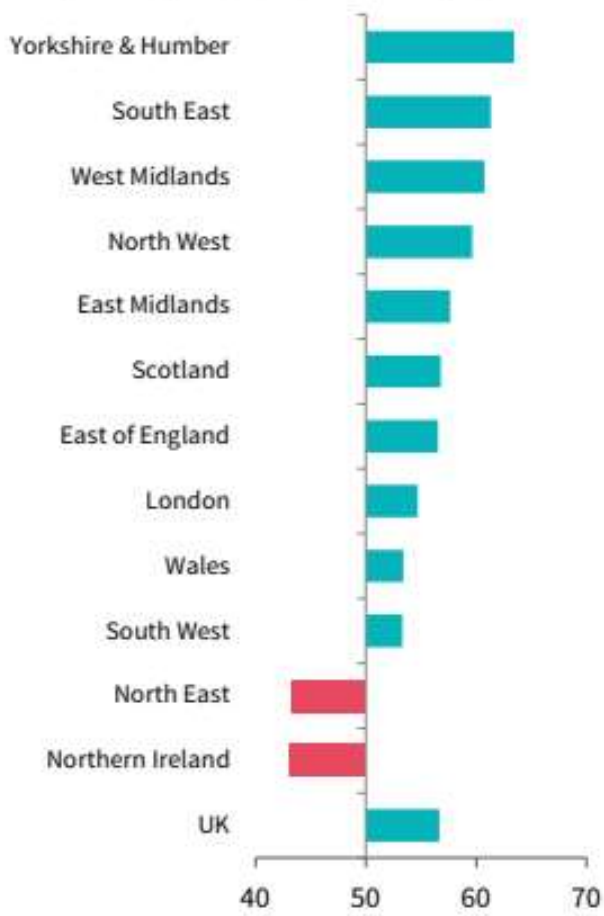 Yorkshire & Humber
South East
West Midlands
North West
East Midlands
Scotland
East of England
London
Wales
South West
North East
Northern Ireland
UK
40 50 60 70